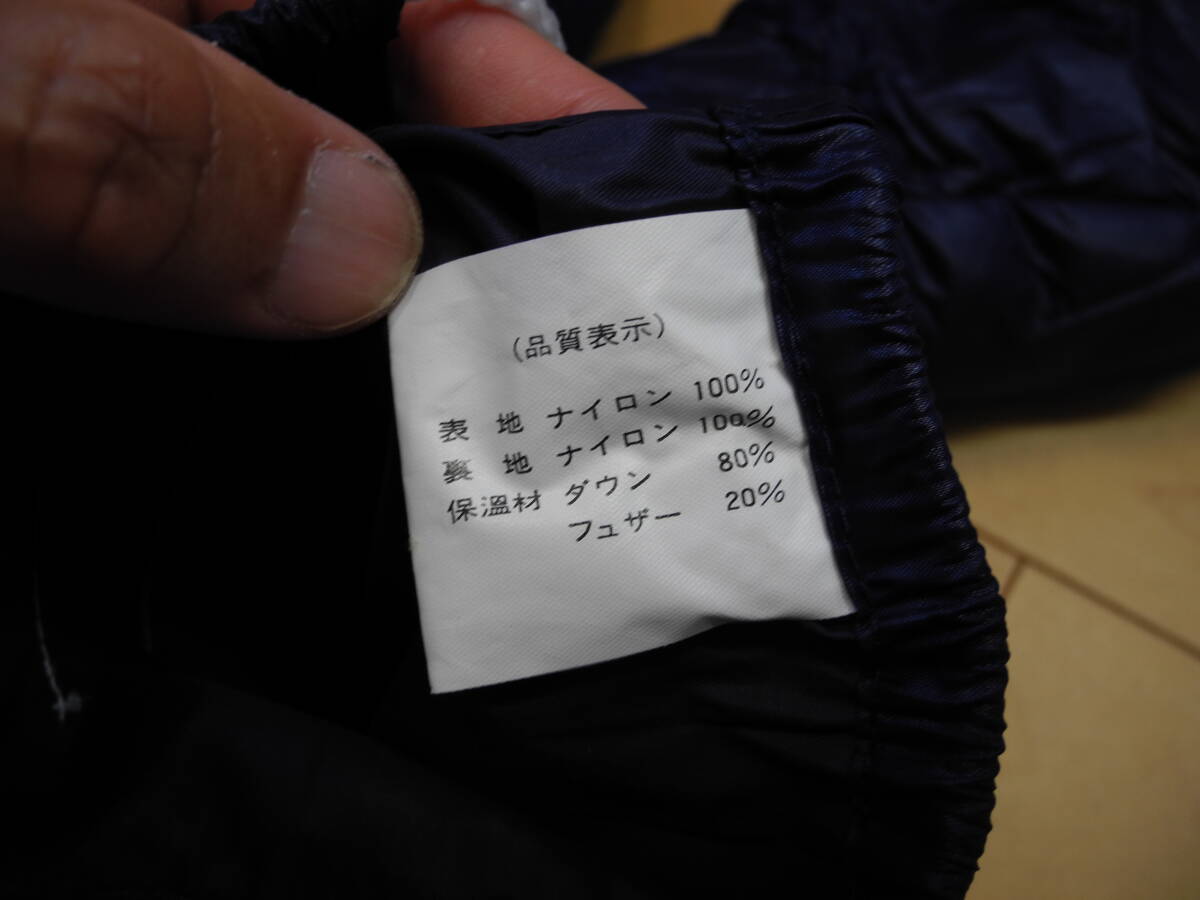 (品質表示)
表 地 ナイロン 100%
裏 地 ナイロン 100%
保温材 ダウン 80%
フュザー 20%